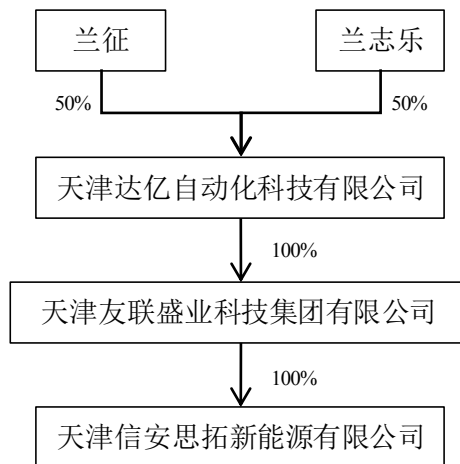 兰征
兰志乐
50%
50%
天津达亿自动化科技有限公司
100%
天津友联盛业科技集团有限公司
100%
天津信安思拓新能源有限公司